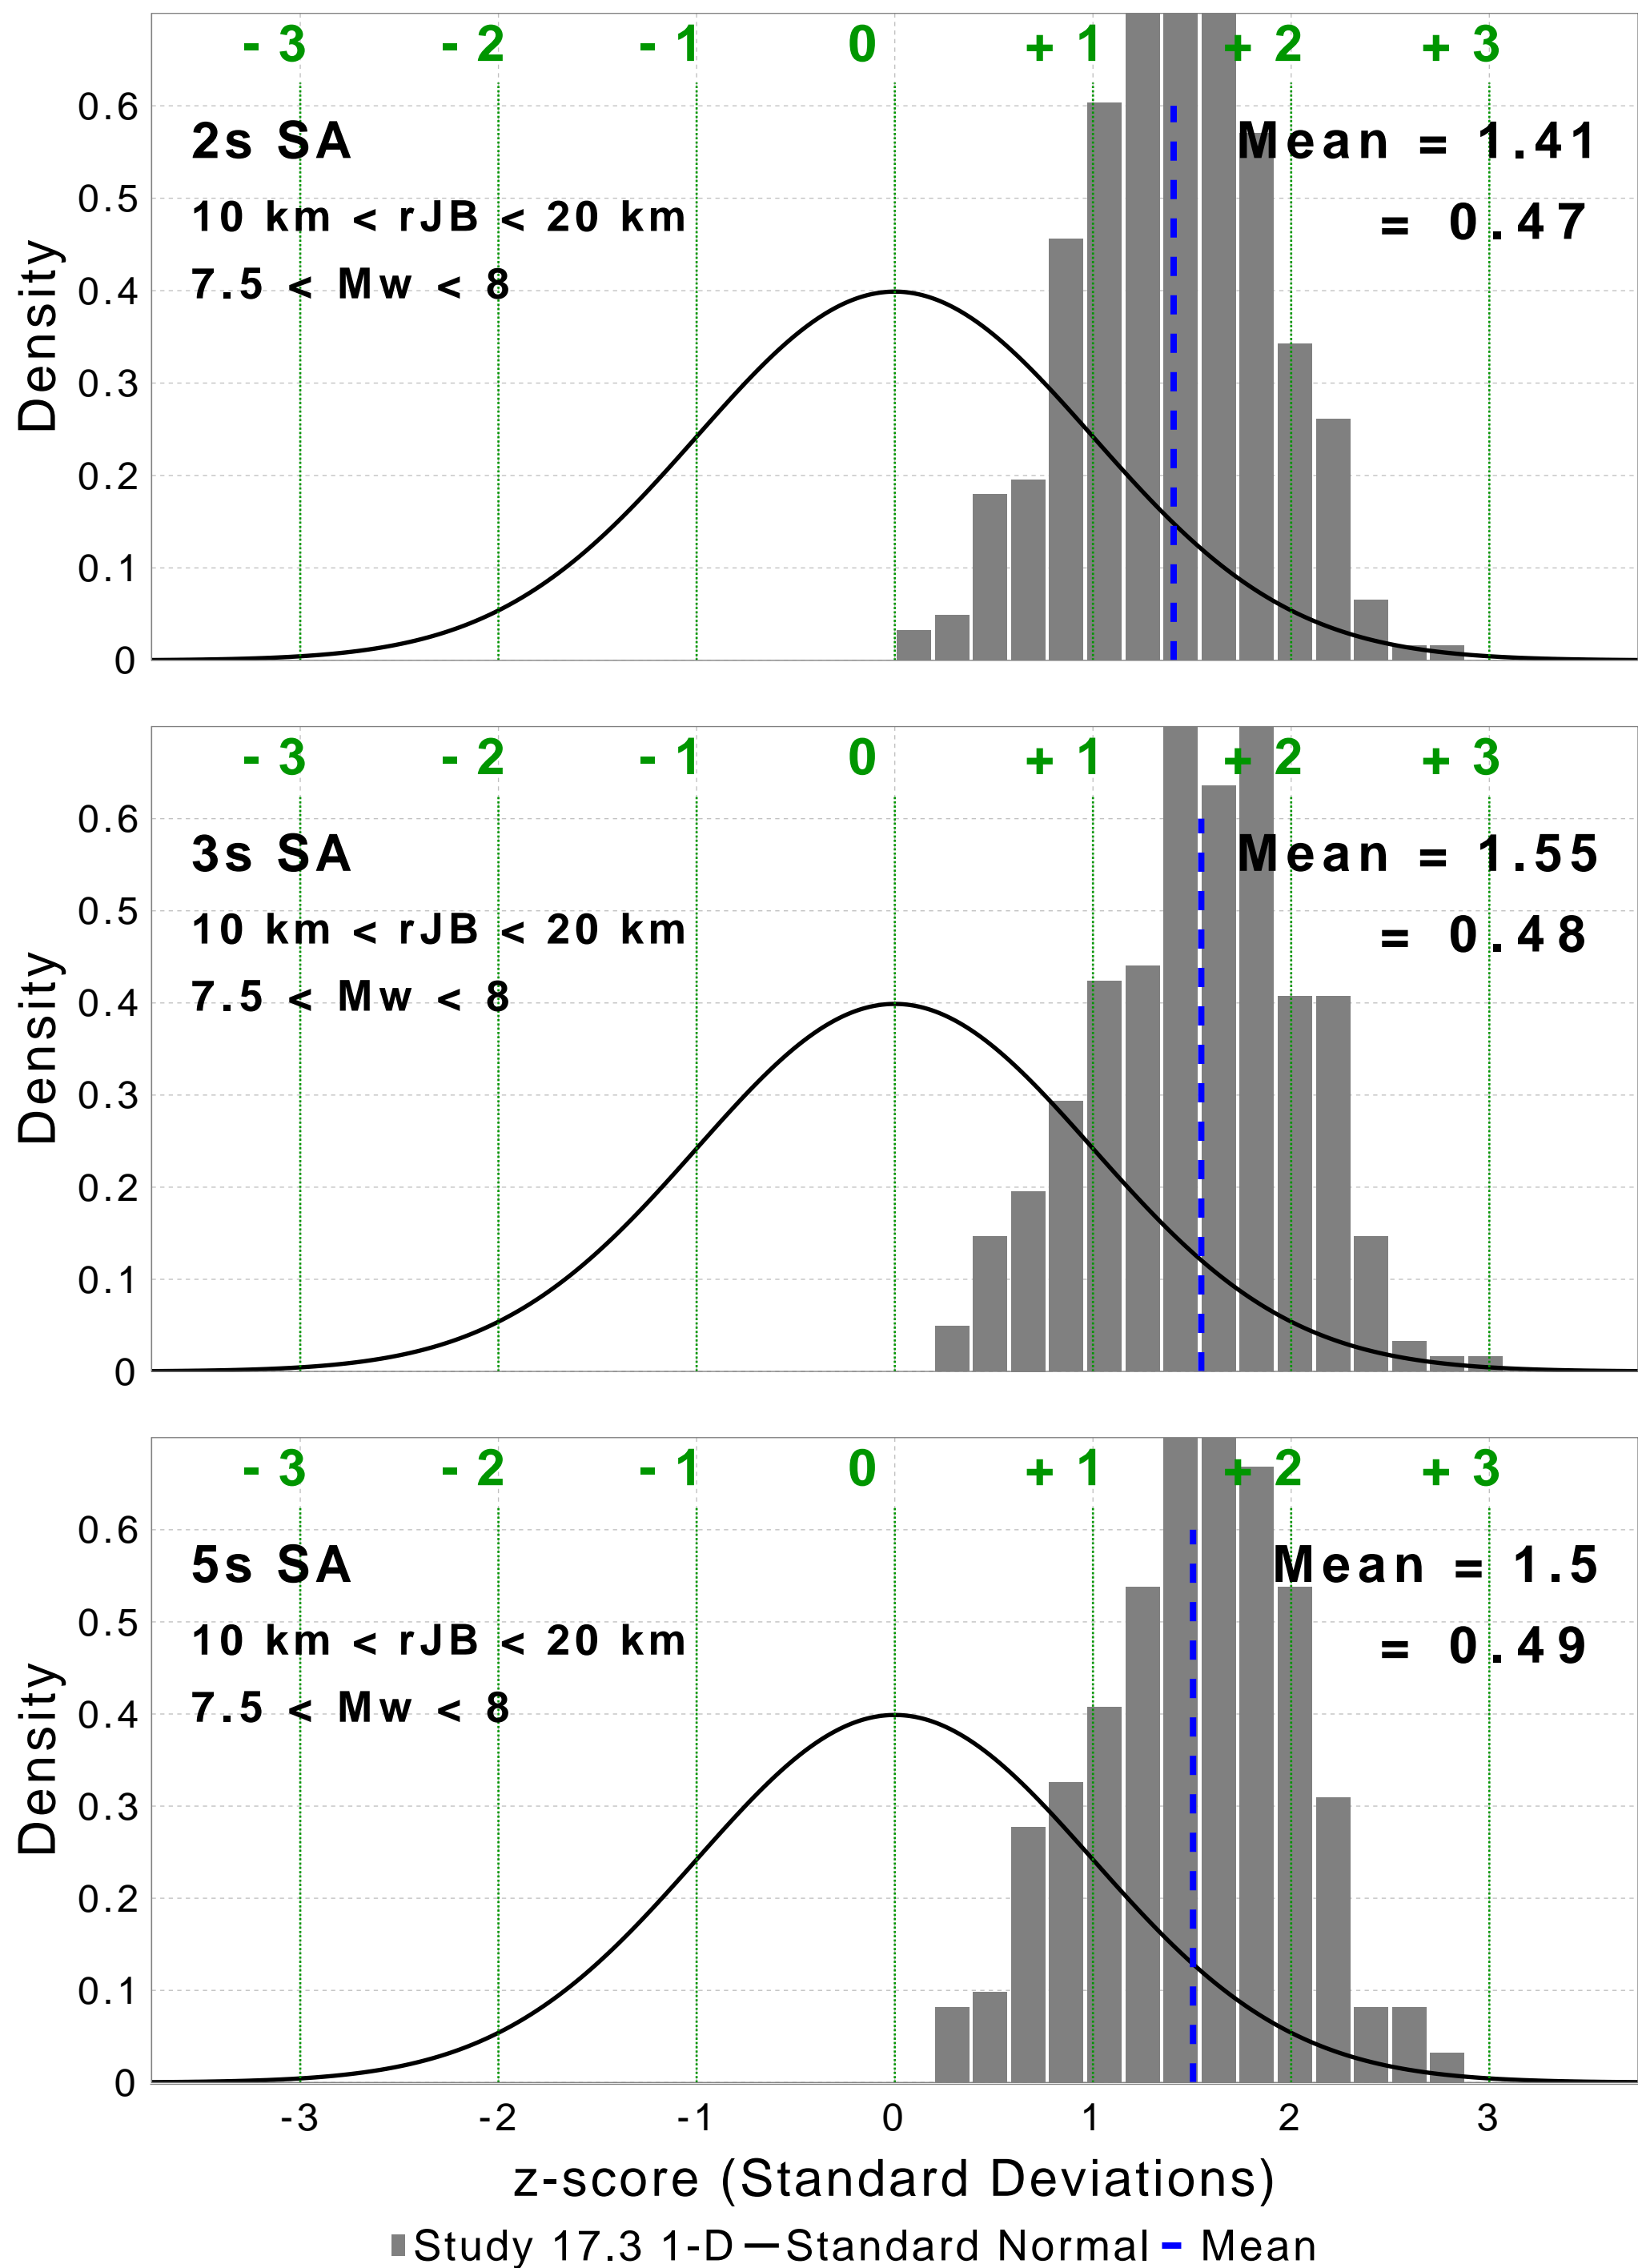 - 3 - 2 - 1 0 + 1 + 2 + 3
0.6
2s SA
Mean = 1.41
0.5
10 km < rJB < 20 km
= 0.47
0.4
7.5 < Mw < 8
Density
0.3
0.2
0.1
0
- 3 - 2 - 1 0 + 1 + 2 + 3
0.6
3s SA
Mean = 1.55
0.5
10 km < rJB < 20 km
= 0.48
0.4
7.5 < Mw < 8
Density
0.3
0.2
0.1
0
- 3 - 2 - 1 0 + 1 + 2 + 3
0.6
5s SA
Mean = 1.5
0.5
10 km < rJB < 20 km
= 0.49
0.4
7.5 < Mw < 8
Density
0.3
0.2
0.1
0
-3 -2 -1 0 1 2 3
z-score (Standard Deviations)
Study 17.3 1-D Standard Normal Mean